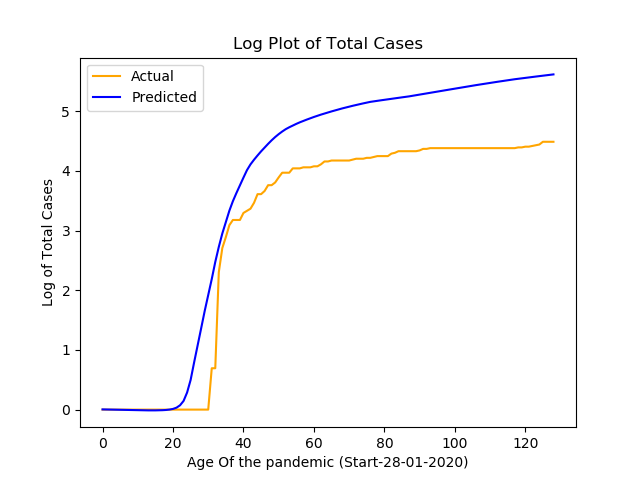 Log Plot of Total Cases
Actual
Predicted
5
4
3
2
1
0
Log of Total Cases
0 20 40 60 80 100 120
Age Of the pandemic (Start-28-01-2020)